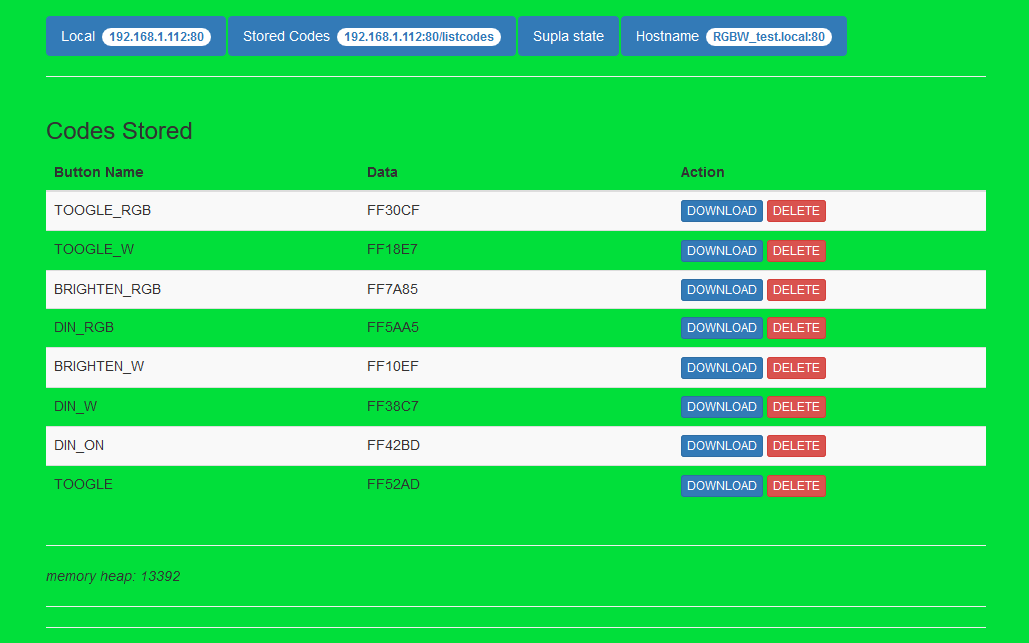 Local 192.168.1.112:80 Stored Codes 192.168.1.112:80/listcodes Supla state Hostname RGBW_test.local:80
Codes Stored
Button Name Data Action
TOOGLE_RGB FF30CF DOWNLOAD DELETE
TOOGLE_W FF18E7 DOWNLOAD DELETE
BRIGHTEN_RGB FF7A85 DOWNLOAD DELETE
DIN_RGB FF5AA5 DOWNLOAD DELETE
BRIGHTEN_W FF10EF DOWNLOAD DELETE
DIN_W FF38C7 DOWNLOAD DELETE
DIN_ON FF42BD DOWNLOAD DELETE
TOOGLE FF52AD DOWNLOAD DELETE
memory heap: 13392